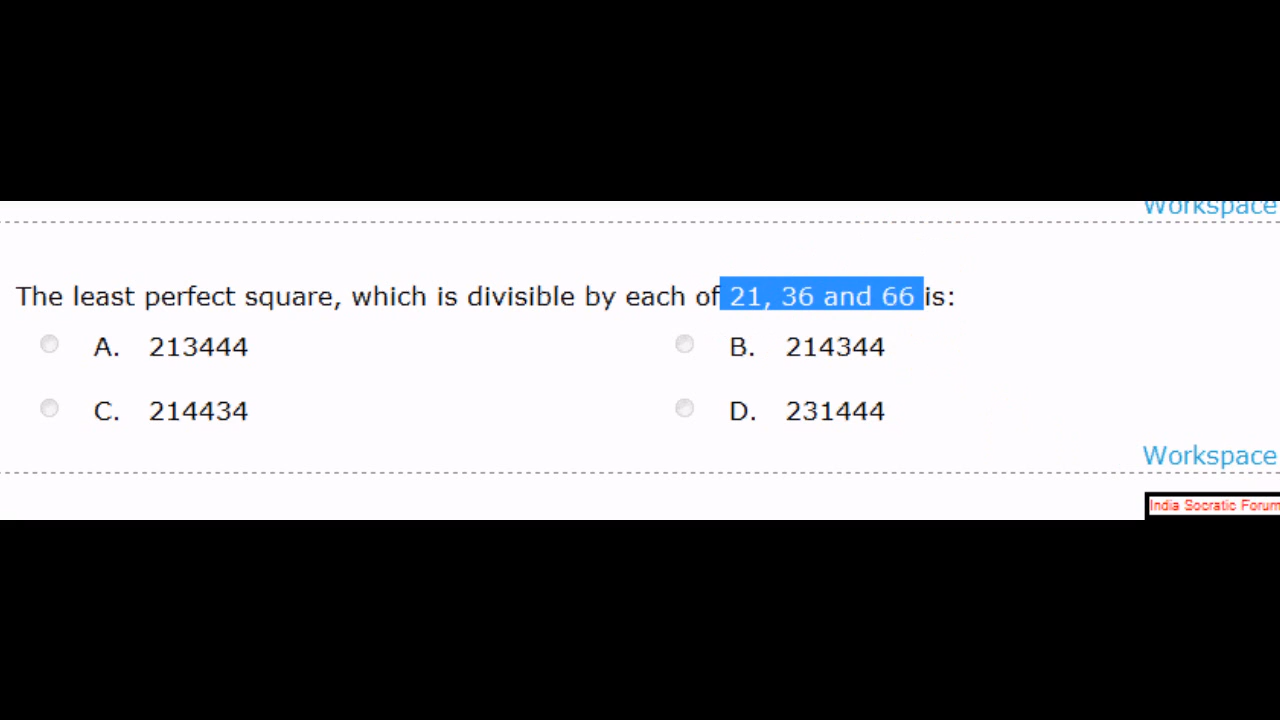 Workspace
The least perfect square, which is divisible by each of 21, 36 and 66 is:
A. 213444 B. 214344
C. 214434 D. 231444
Workspace
India Socratic Forum